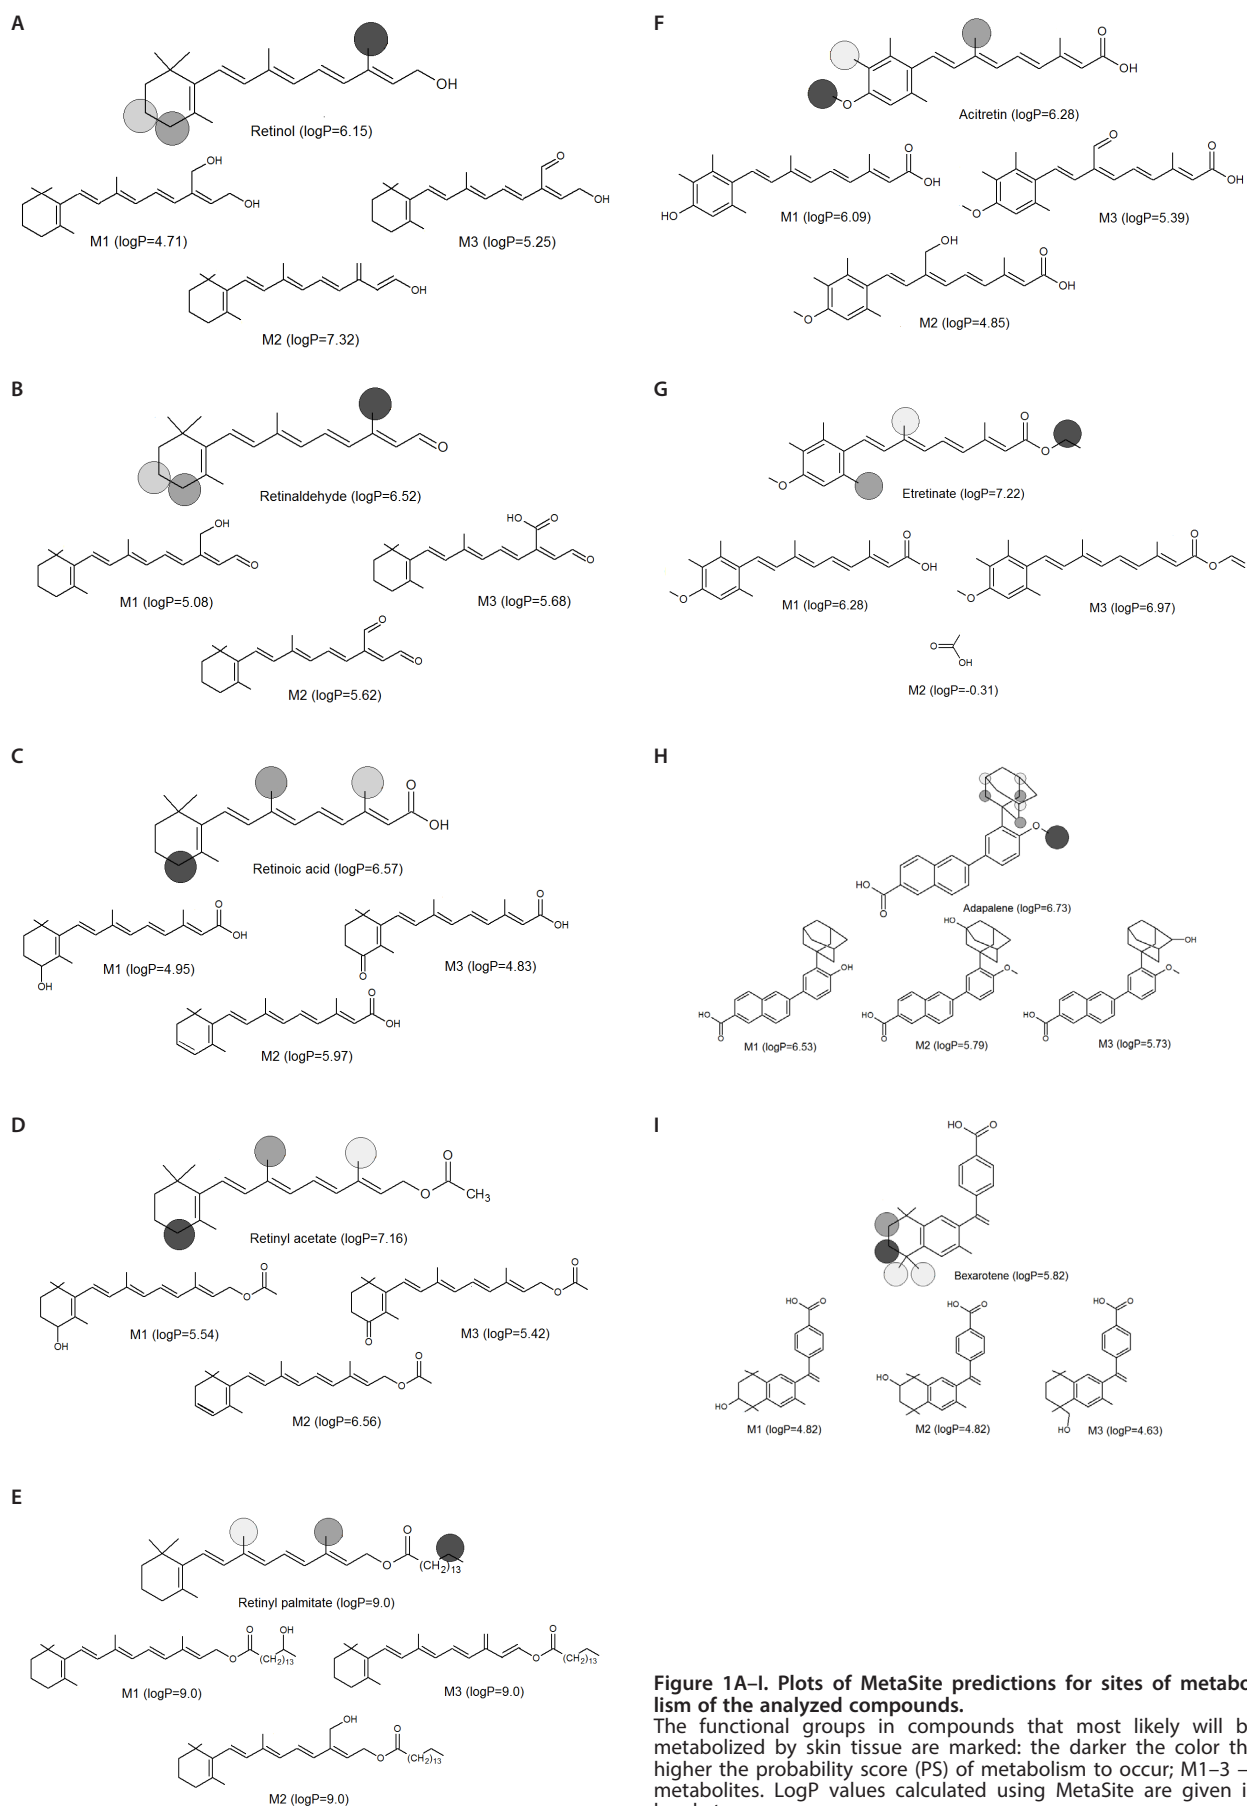 A
OH
Retinol (logP=6.15)
OH
OH
M1 (logP=4.71)
O
OH
M3 (logP=5.25)
OH
M2 (logP=7.32)
B
O
Retinaldehyde (logP=6.52)
OH
O
M1 (logP=5.08)
HO O
O
M3 (logP=5.68)
O
O
M2 (logP=5.62)
C
O
OH
Retinoic acid (logP=6.57)
O
OH
OH
M1 (logP=4.95)
O
OH
O
M3 (logP=4.83)
O
OH
M2 (logP=5.97)
D
O
O CH3
Retinyl acetate (logP=7.16)
O
O
OH
M1 (logP=5.54)
O
O
O
M3 (logP=5.42)
O
O
M2 (logP=6.56)
E
O
O (CH2)13
Retinyl palmitate (logP=9.0)
O OH
O (CH2)13
M1 (logP=9.0)
O
O (CH2)13
M3 (logP=9.0)
OH
O
O (CH2)13
M2 (logP=9.0)
F
O
OH
O
Acitretin (logP=6.28)
O
OH
HO
M1 (logP=6.09)
O
O
OH
O
M3 (logP=5.39)
OH
O
OH
O
M2 (logP=4.85)
G
O
O
O
Etretinate (logP=7.22)
O
OH
O
M1 (logP=6.28)
O
O
O
M3 (logP=6.97)
O
OH
M2 (logP=-0.31)
H
O
HO
O
Adapalene (logP=6.73)
OH
HO
O
M1 (logP=6.53)
HO
O
HO
O
M2 (logP=5.79)
OH
O
HO
O
M3 (logP=5.73)
I
HO O
Bexarotene (logP=5.82)
HO O
HO
M1 (logP=4.82)
HO O
HO
M2 (logP=4.82)
HO O
HO
M3 (logP=4.63)
Figure 1A–I. Plots of MetaSite predictions for sites of metabo
lism of the analyzed compounds.
The functional groups in compounds that most likely will b
metabolized by skin tissue are marked: the darker the color th
higher the probability score (PS) of metabolism to occur; M1–3 –
metabolites. LogP values calculated using MetaSite are given i